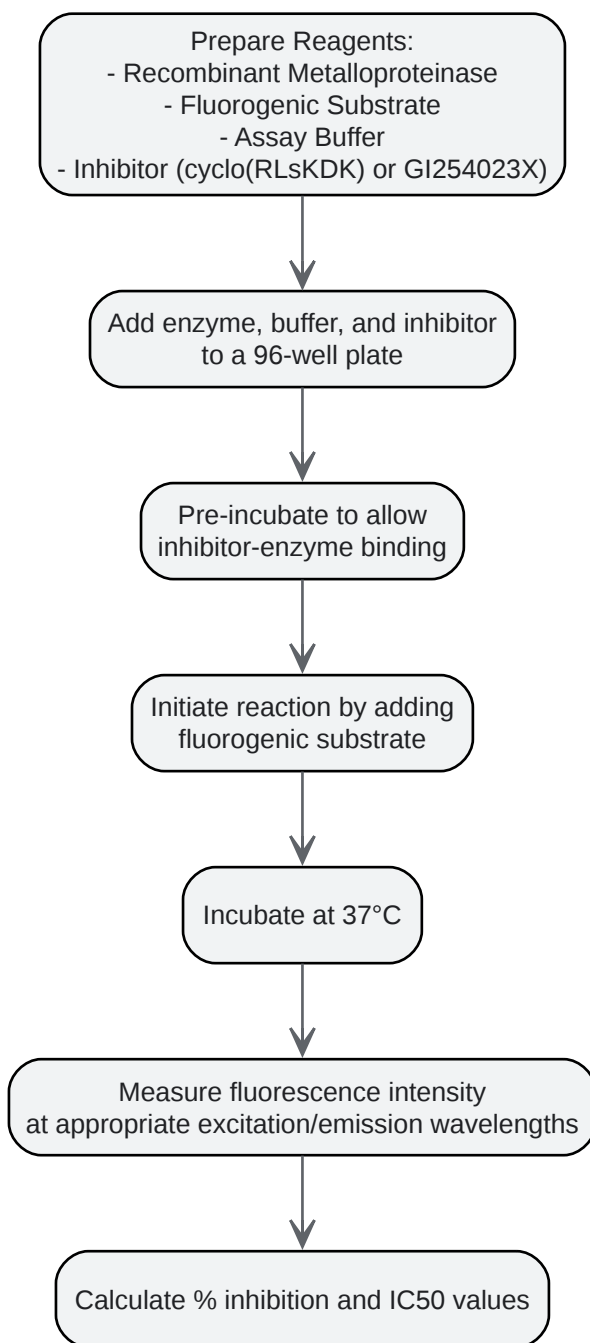 Prepare Reagents:
- Recombinant Metalloproteinase
- Fluorogenic Substrate
- Assay Buffer
- Inhibitor (cyclo(RLsKDK) or GI254023X)
Add enzyme, buffer, and inhibitor
to a 96-well plate
Pre-incubate to allow
inhibitor-enzyme binding
Initiate reaction by adding
fluorogenic substrate
Incubate at 37°C
Measure fluorescence intensity
at appropriate excitation/emission wavelengths
Calculate % inhibition and IC50 values